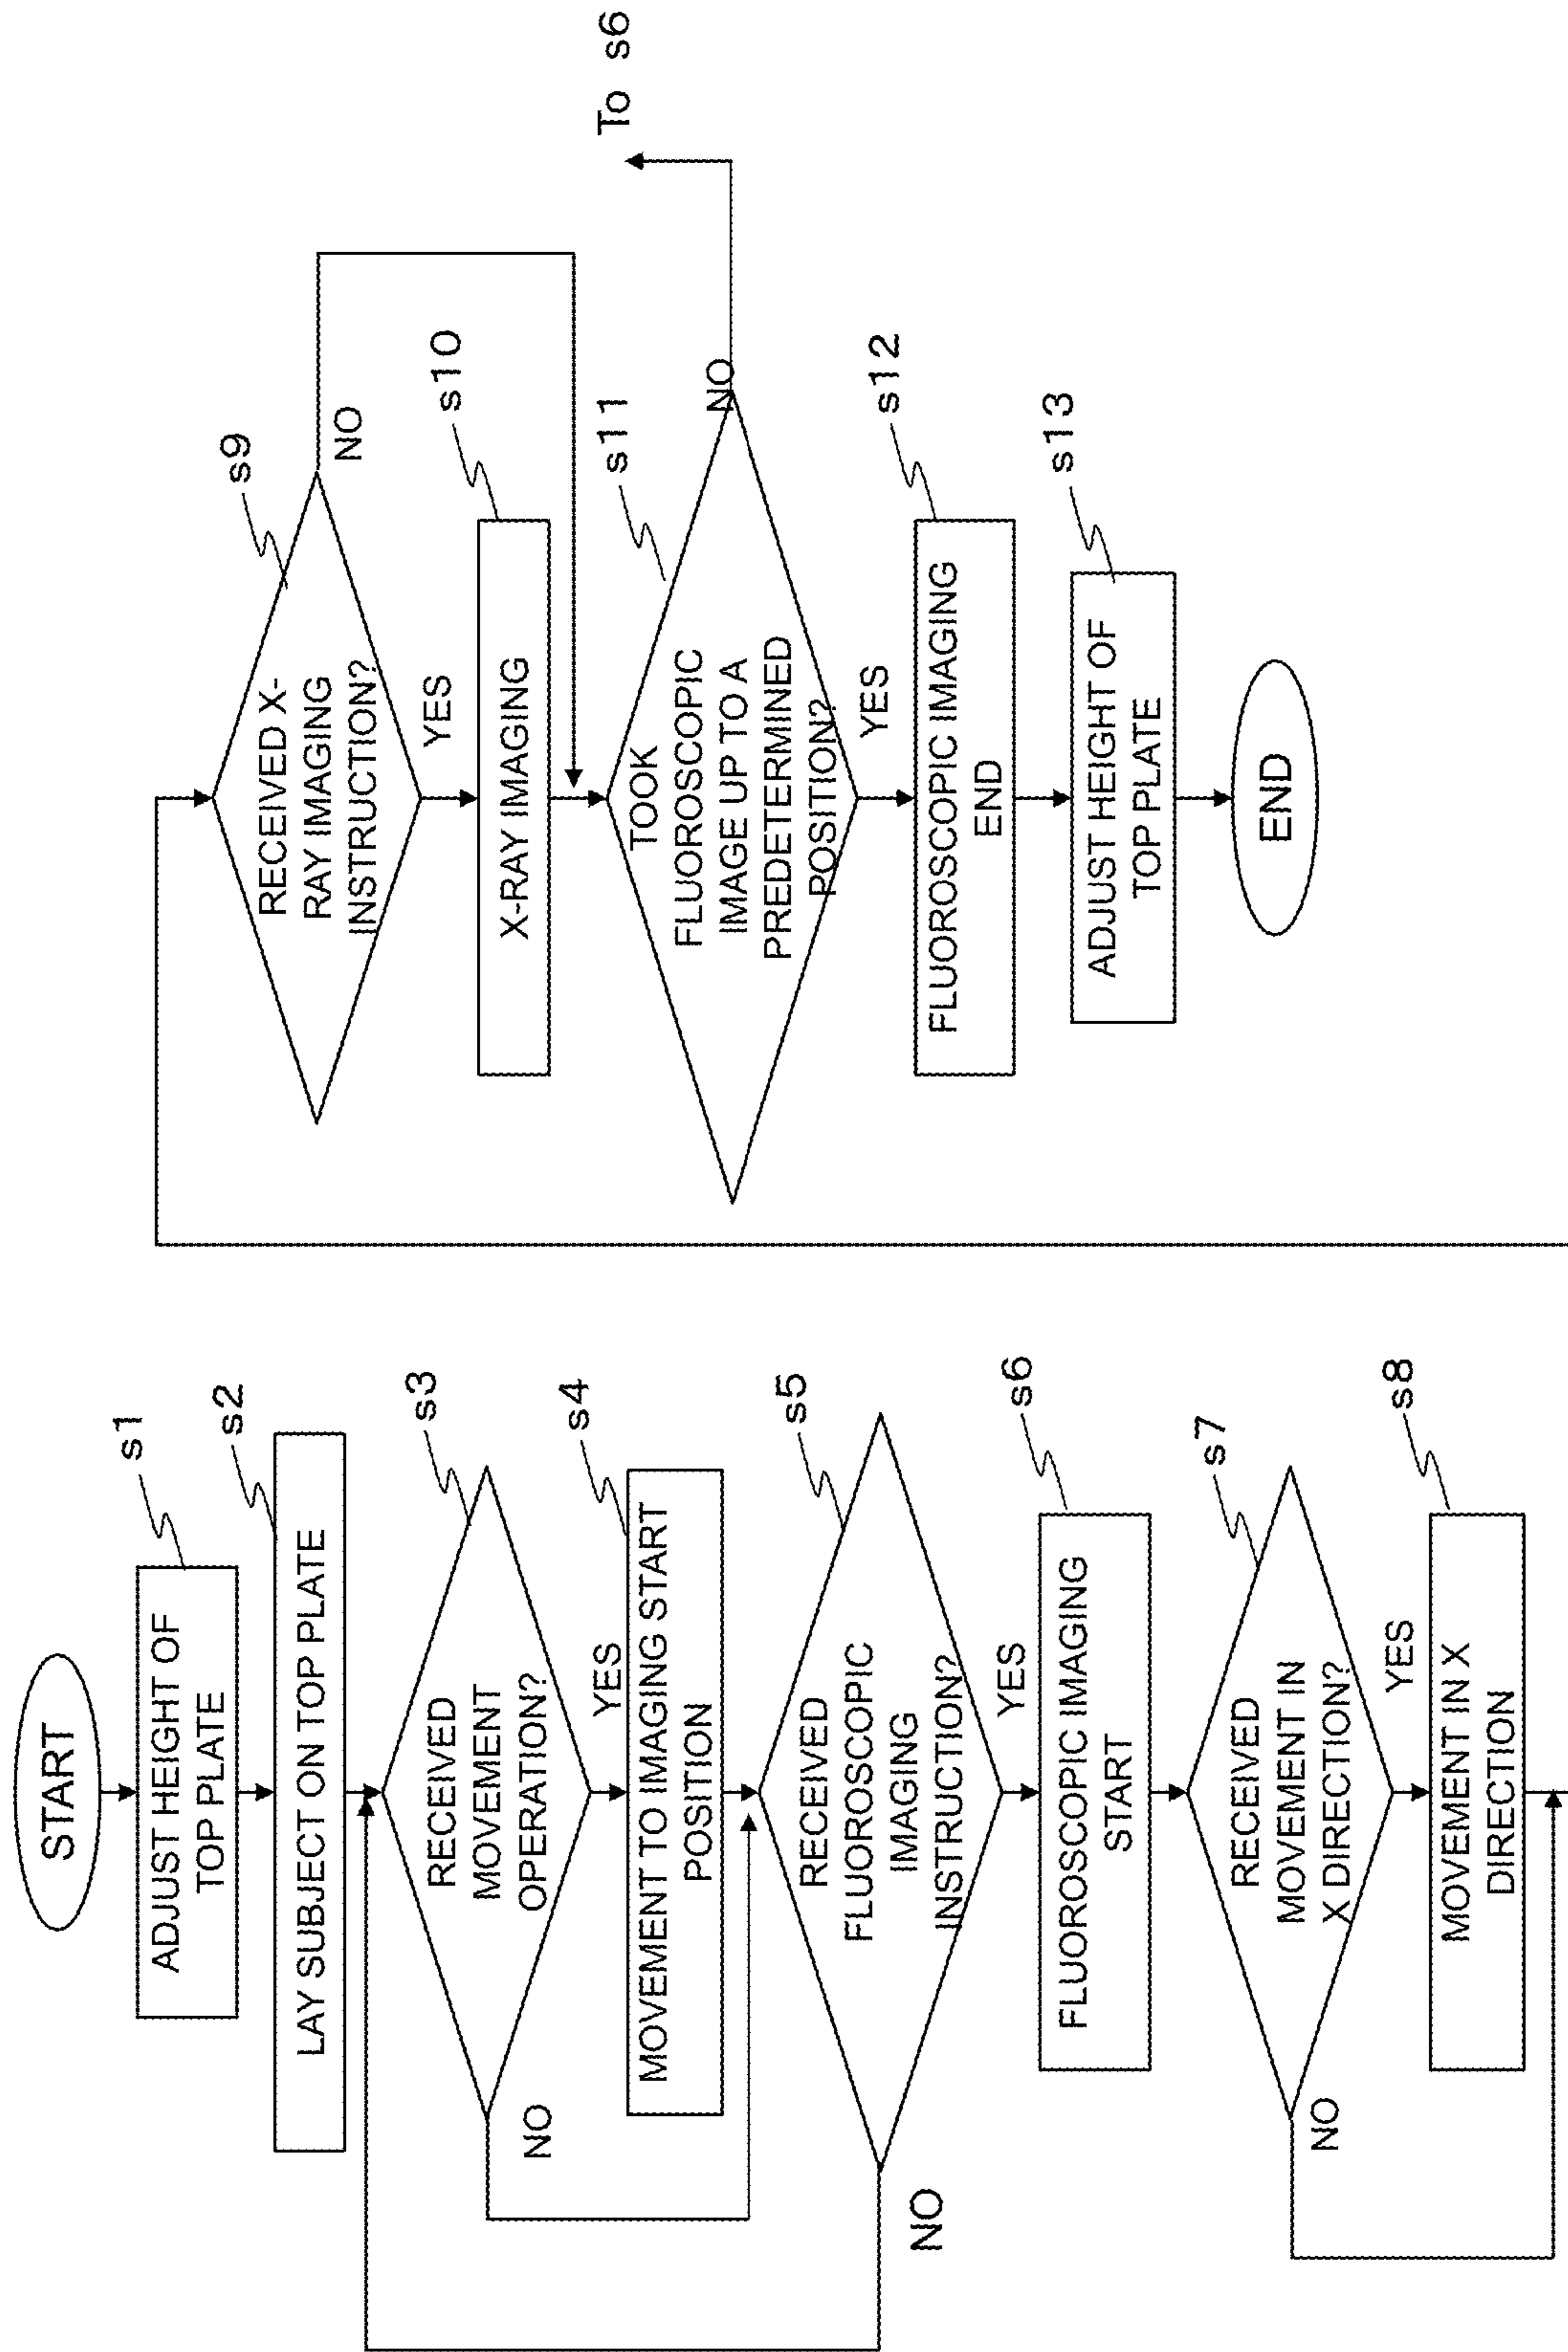 START
ADJUST HEIGHT OF
TOP PLATE
s1
LAY SUBJECT ON TOP PLATE
s2
RECEIVED
MOVEMENT
OPERATION?
s3
NO
YES
MOVEMENT TO IMAGING START
POSITION
s4
RECEIVED
FLUOROSCOPIC
IMAGING
INSTRUCTION?
s5
NO
YES
FLUOROSCOPIC IMAGING
START
s6
RECEIVED
MOVEMENT IN
X DIRECTION?
s7
NO
YES
MOVEMENT IN X
DIRECTION
s8
RECEIVED X-
RAY IMAGING
INSTRUCTION?
s9
NO
YES
X-RAY IMAGING
s10
TOOK
FLUOROSCOPIC
IMAGE UP TO A
PREDETERMINED
POSITION?
s11
NO
To s6
YES
FLUOROSCOPIC IMAGING
END
s12
ADJUST HEIGHT OF
TOP PLATE
s13
END